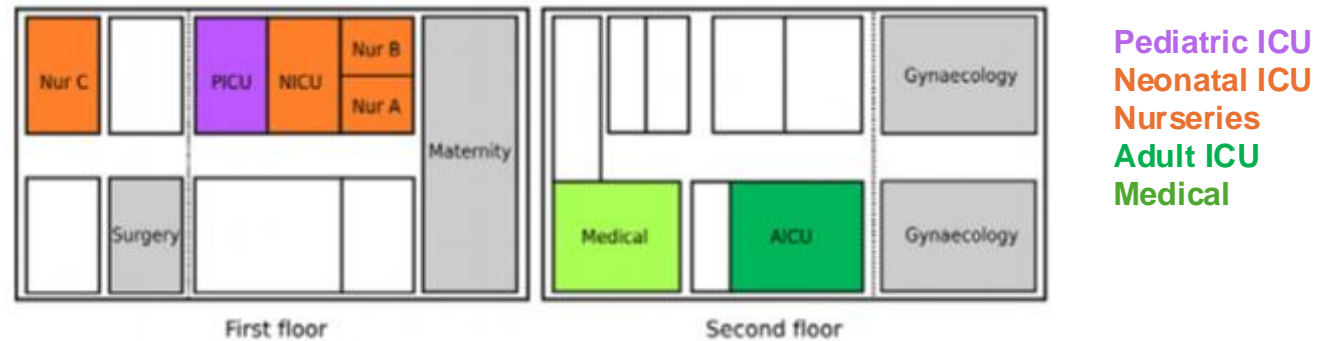 Nur C
PICU
NICU
Nur B
Nur A
Maternity
Surgery
First floor
Gynaecology
Medical
AICU
Gynaecology
Second floor
Pediatric ICU
Neonatal ICU
Nurseries
Adult ICU
Medical